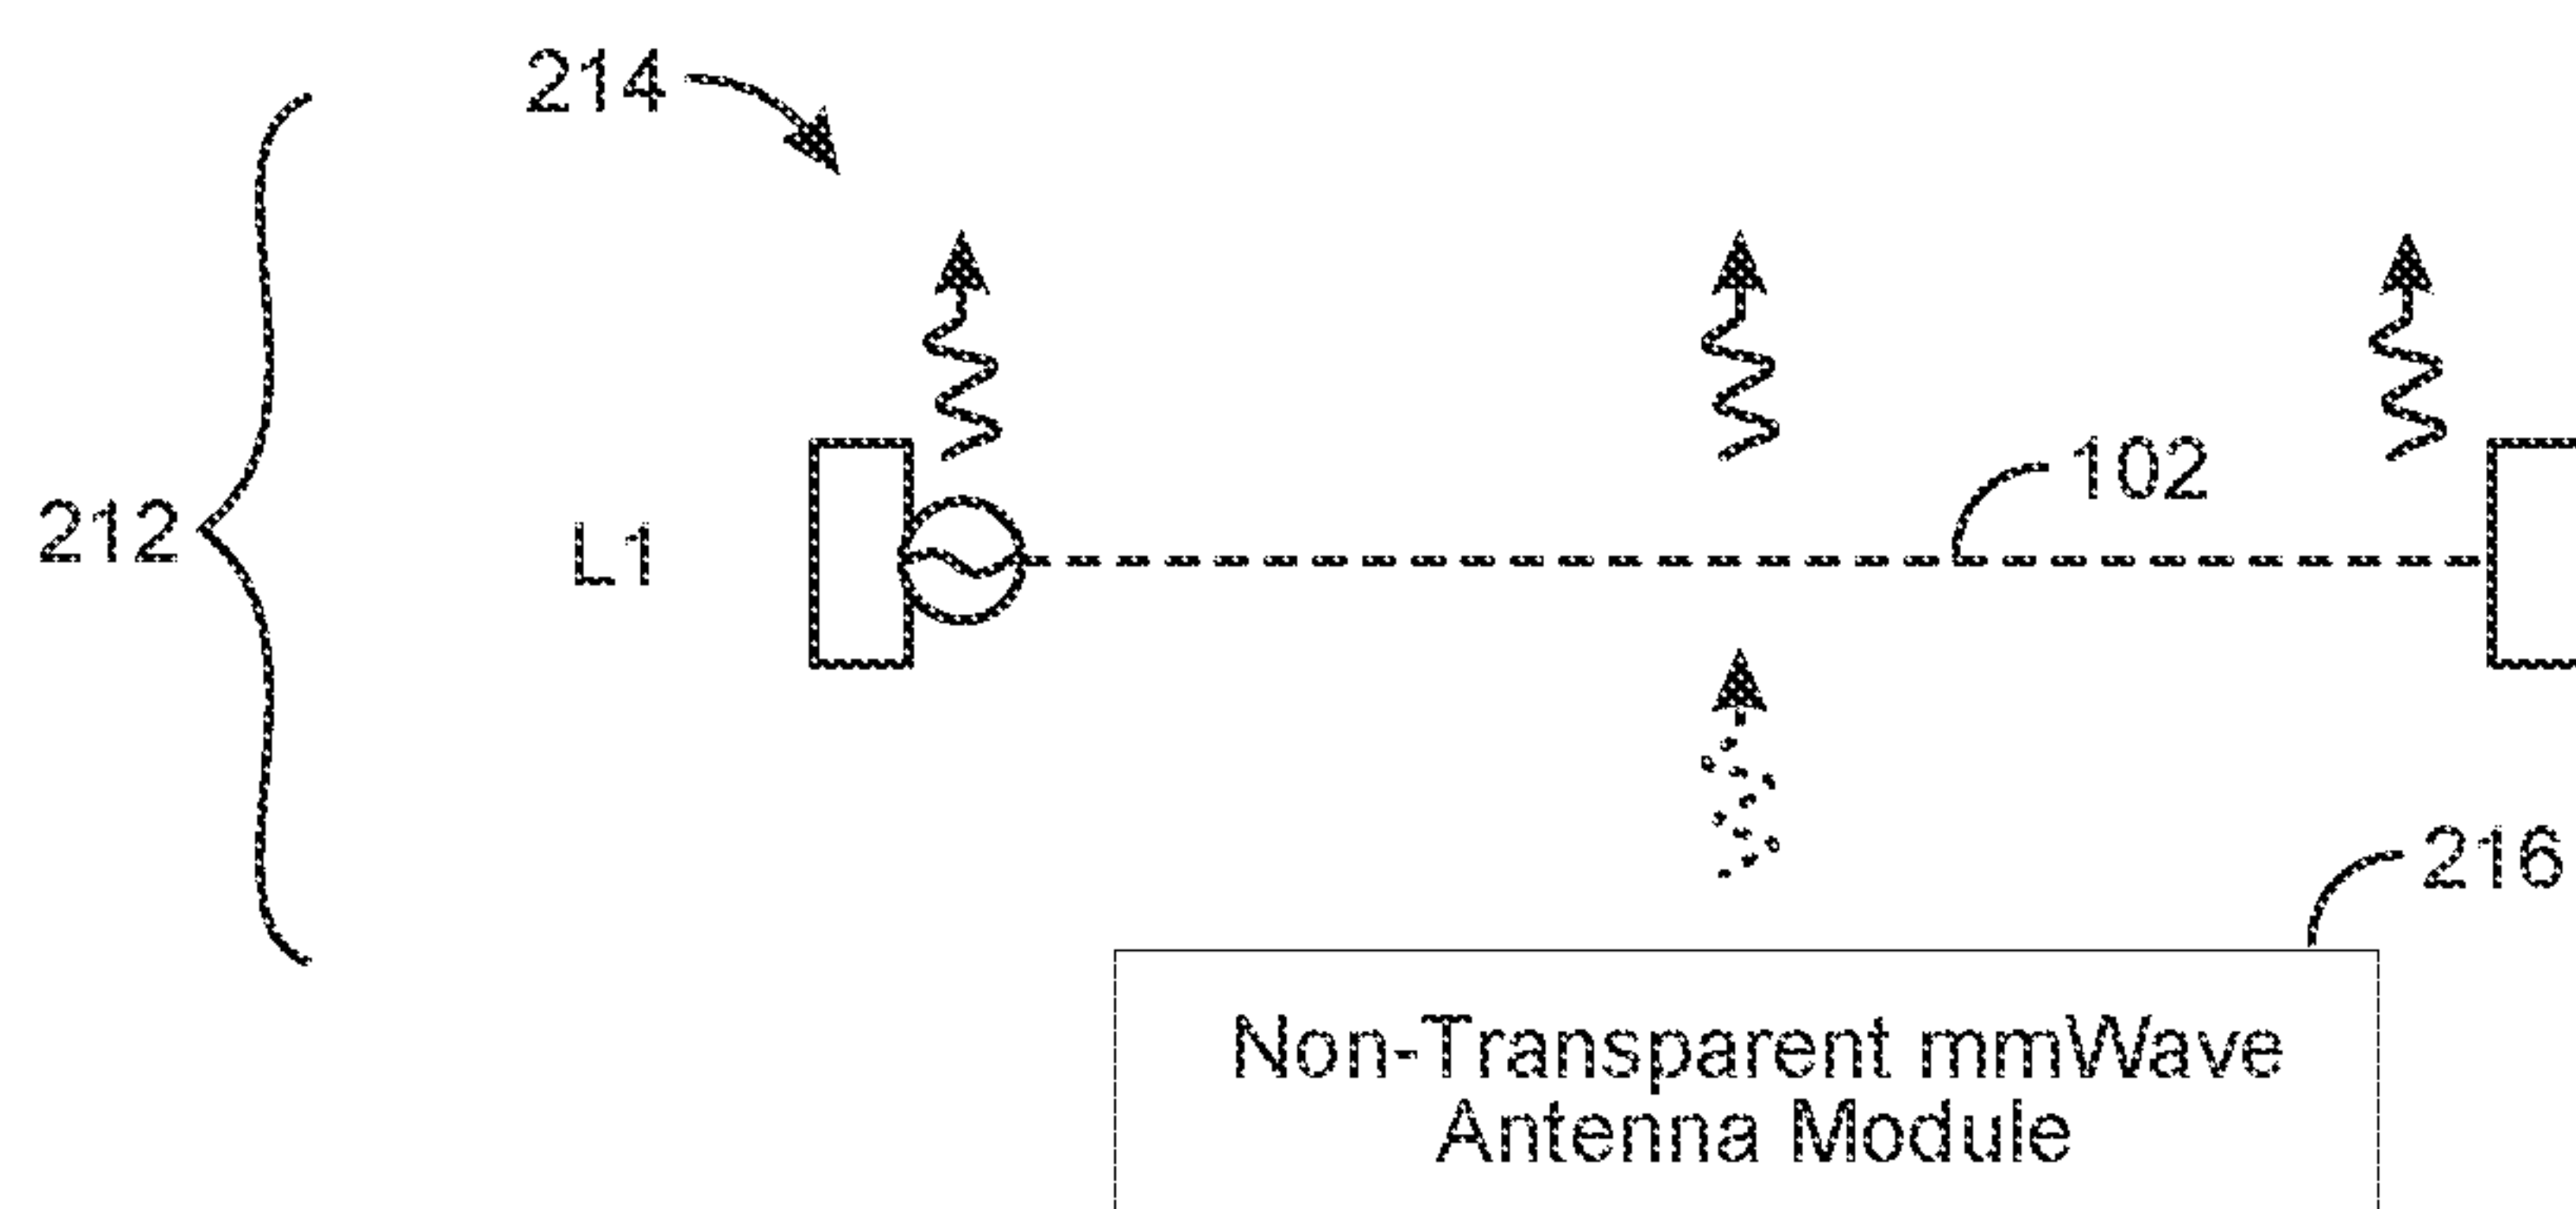 214
102
212
L1
216
Non-Transparent mmWave
Antenna Module